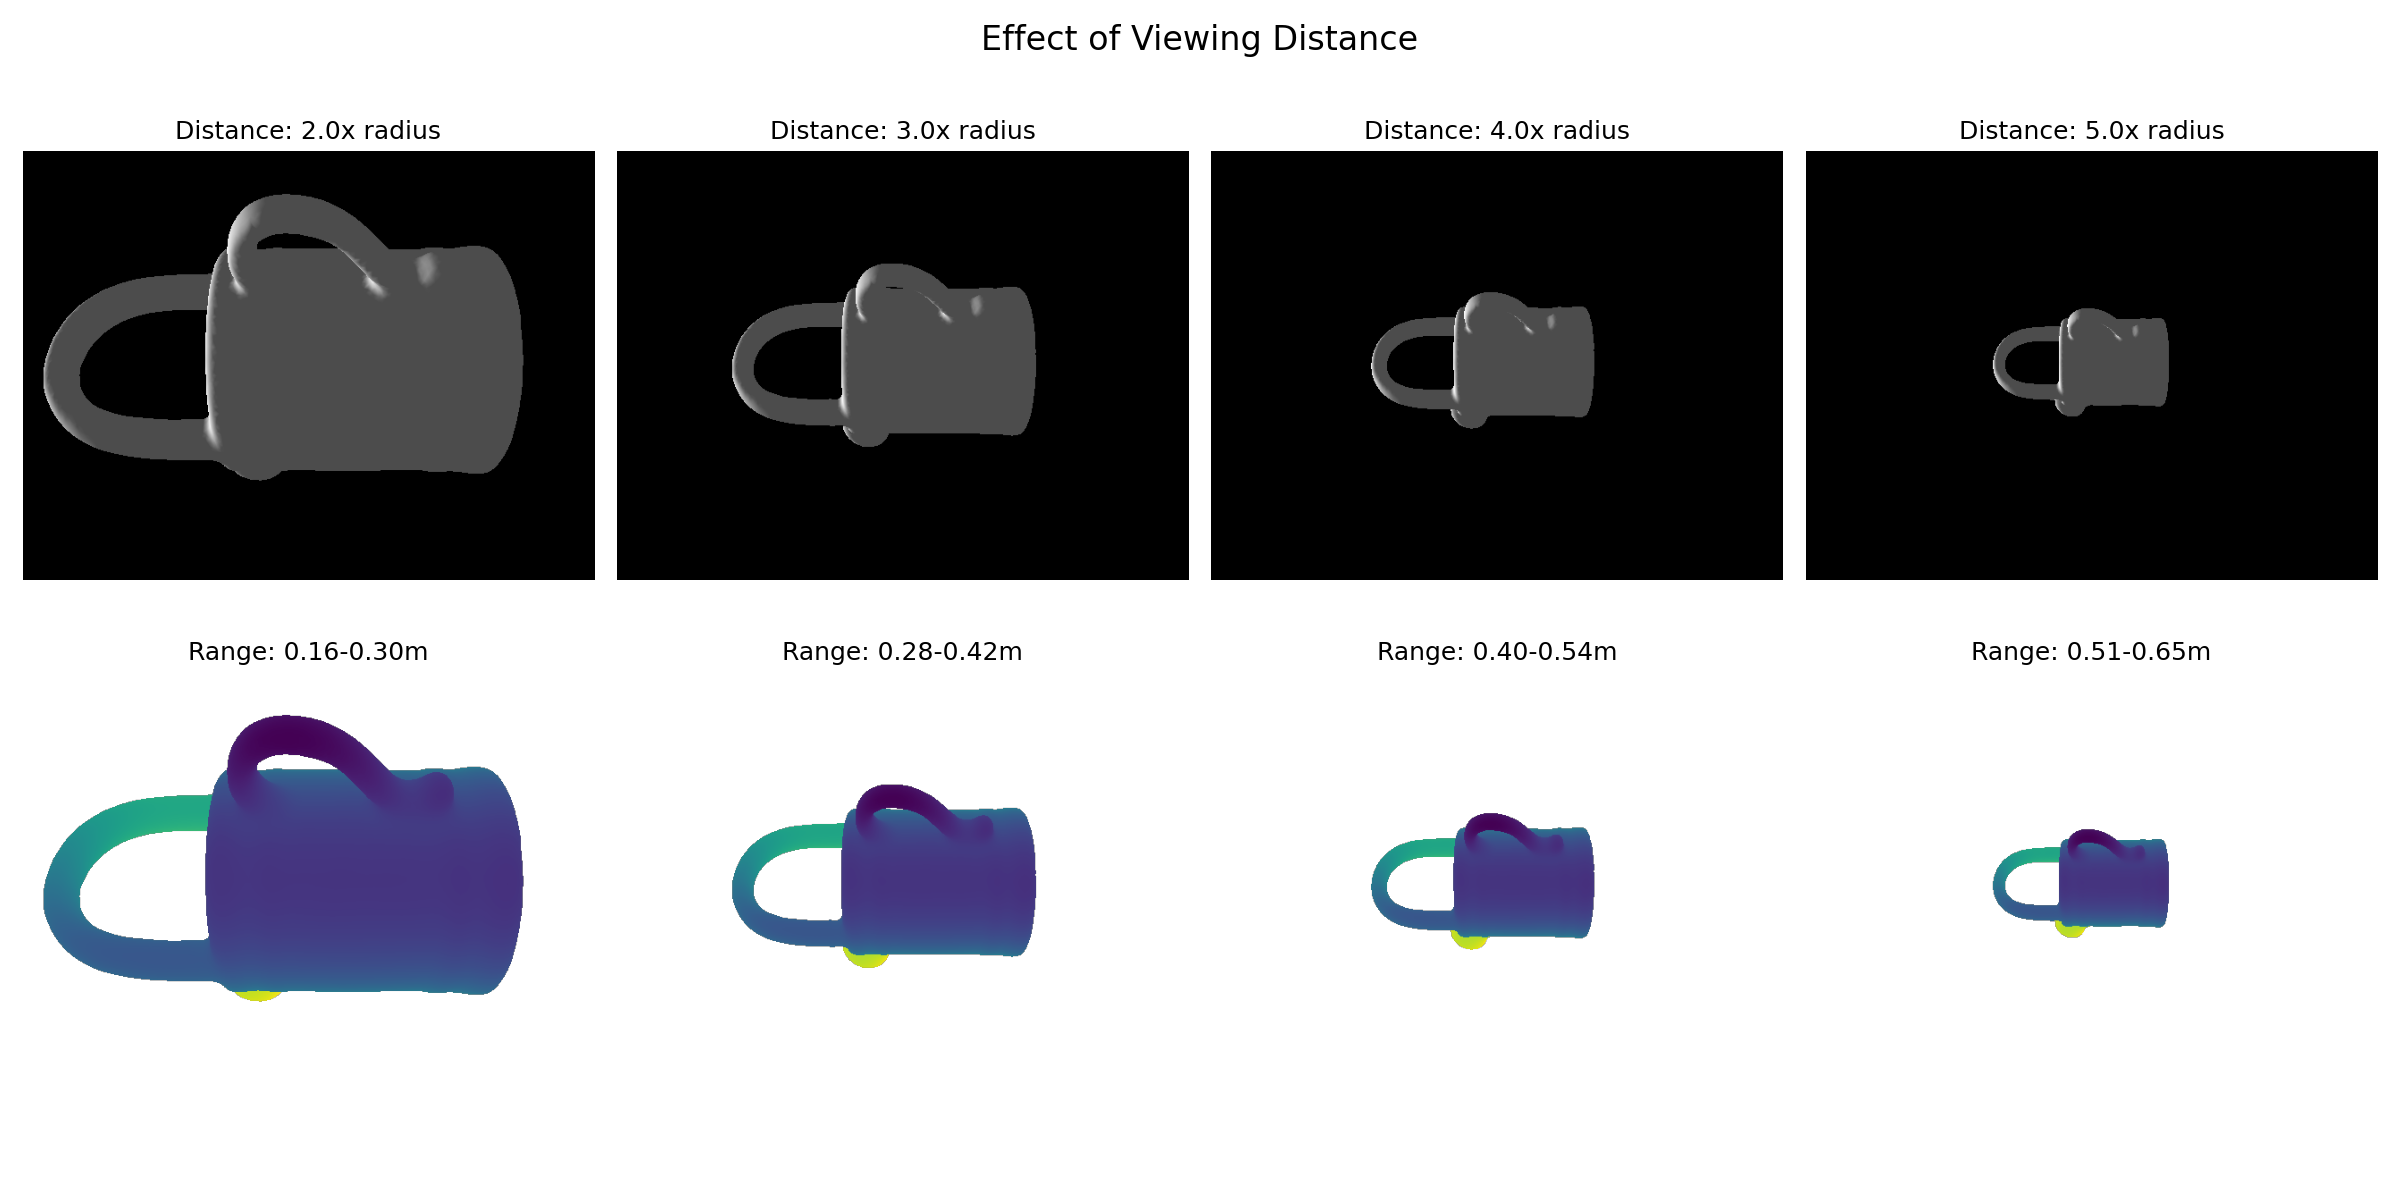 Effect of Viewing Distance
Distance: 2.0x radius
Distance: 3.0x radius
Distance: 4.0x radius
Distance: 5.0x radius
Range: 0.16-0.30m
Range: 0.28-0.42m
Range: 0.40-0.54m
Range: 0.51-0.65m